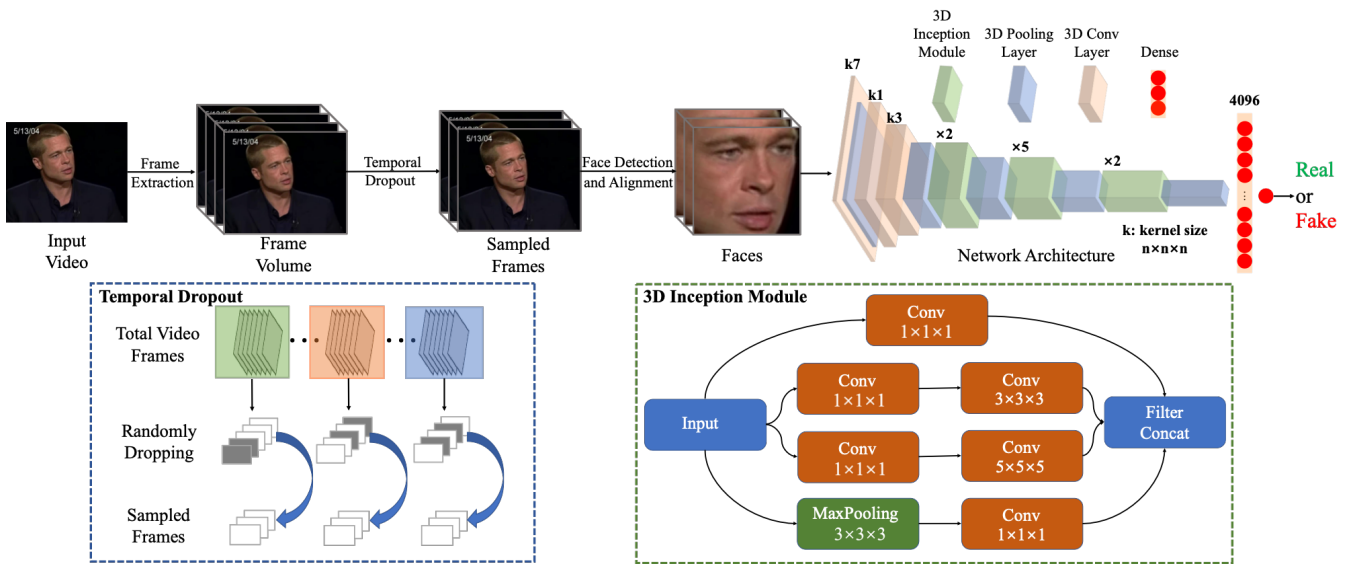 3D
Inception
Module
3D Pooling
Layer
3D Conv
Layer
Dense
k7
k1
k3
×2
×5
×2
4096
5/13/04
5/13/04
5/13/04
Frame
Extraction
Temporal
Dropout
Face Detection
and Alignment
Real
or
Fake
Input
Video
Frame
Volume
Sampled
Frames
Faces
Network Architecture
k: kernel size
n×n×n
Temporal Dropout
Total Video
Frames
Randomly
Dropping
Sampled
Frames
3D Inception Module
Conv
1×1×1
Conv
1×1×1
Conv
3×3×3
Input
Filter
Concat
Conv
1×1×1
Conv
5×5×5
MaxPooling
3×3×3
Conv
1×1×1